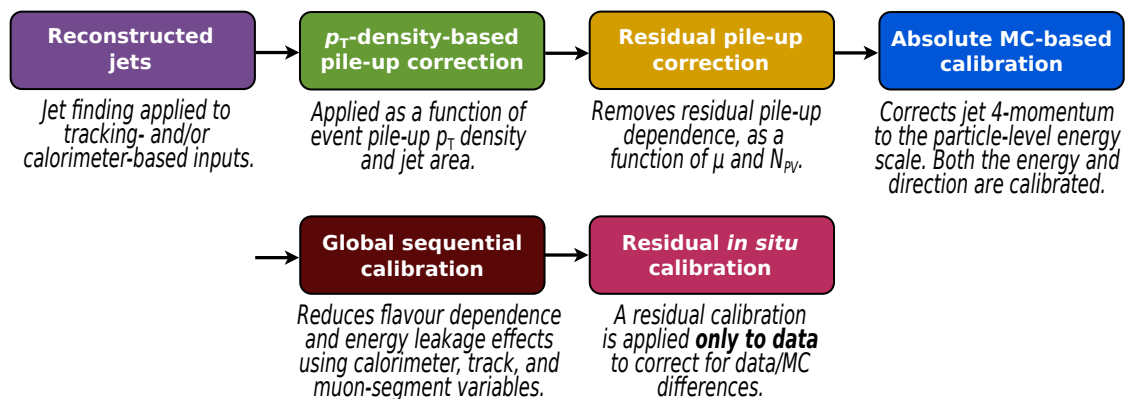 Reconstructed
jets
Jet finding applied to
tracking- and/or
calorimeter-based inputs.
p_T-density-based
pile-up correction
Applied as a function of
event pile-up p_T density
and jet area.
Residual pile-up
correction
Removes residual pile-up
dependence, as a
function of μ and N_PV.
Absolute MC-based
calibration
Corrects jet 4-momentum
to the particle-level energy
scale. Both the energy and
direction are calibrated.
Global sequential
calibration
Reduces flavour dependence
and energy leakage effects
using calorimeter, track, and
muon-segment variables.
Residual in situ
calibration
A residual calibration
is applied only to data
to correct for data/MC
differences.